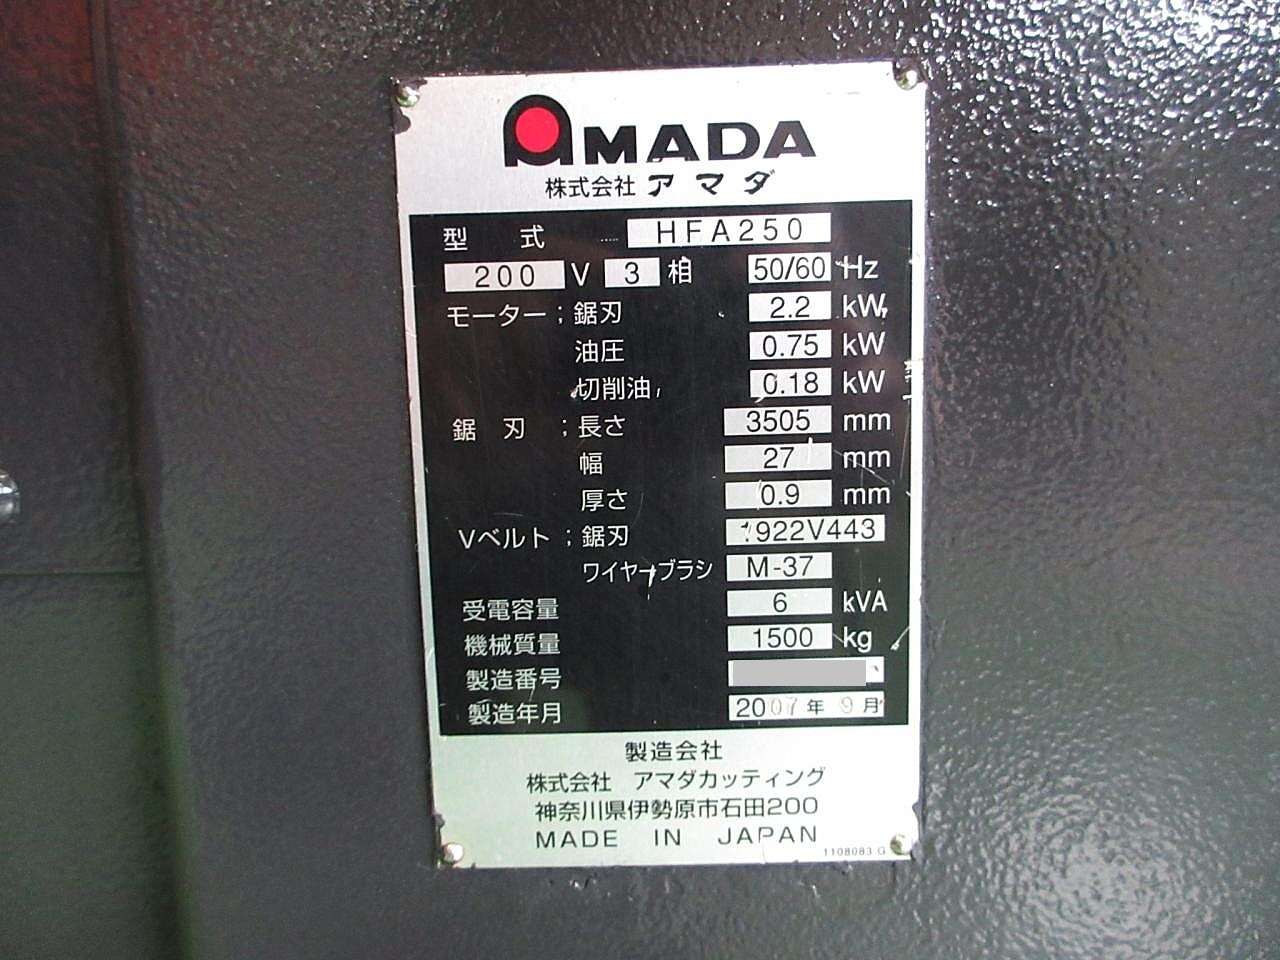 AMADA
株式会社 アマダ
型 式 HFA250
200 V 3 相 50/60 Hz
モーター ; 鋸刃 2.2 kW
油圧 0.75 kW
切削油 0.18 kW
鋸 刃 ; 長さ 3505 mm
幅 27 mm
厚さ 0.9 mm
Vベルト ; 鋸刃 1922V443
ワイヤーブラシ M-37
受電容量 6 kVA
機械質量 1500 kg
製造番号
製造年月 2007年 9月
製造会社
株式会社 アマダカッティング
神奈川県伊勢原市石田200
MADE IN JAPAN
1108083 G